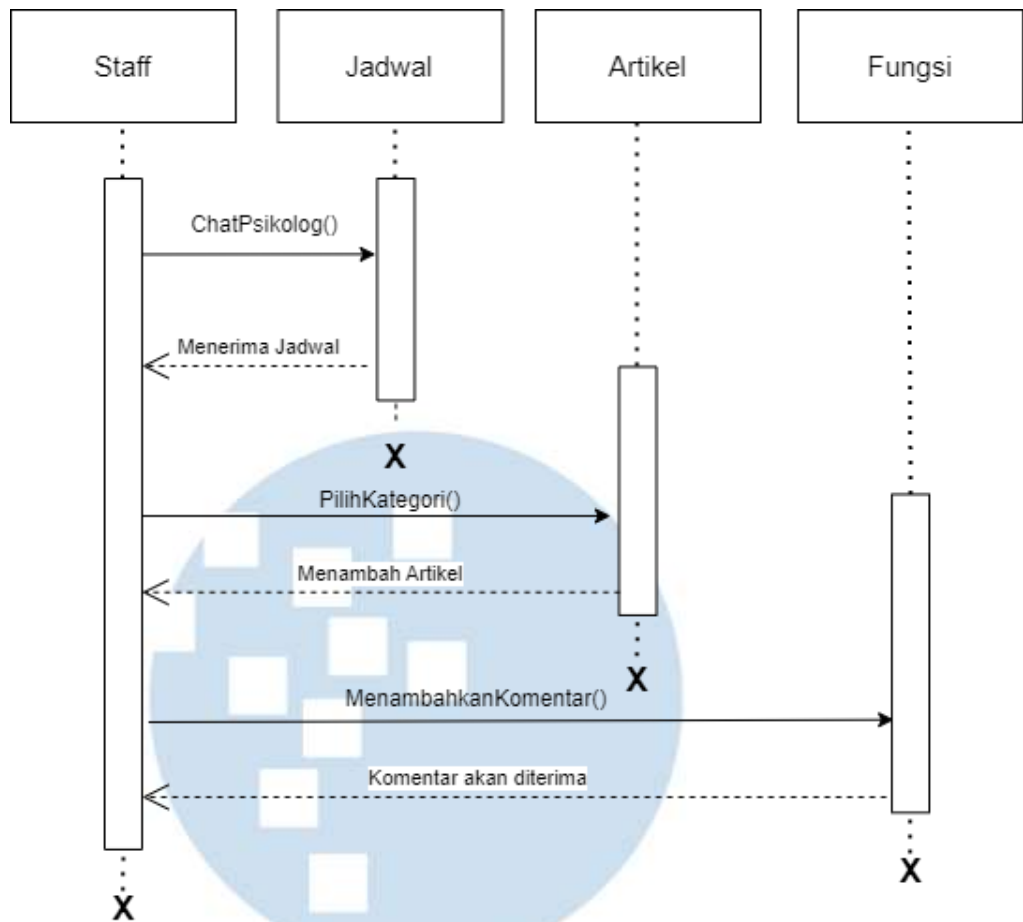 Staff
Jadwal
Artikel
Fungsi
ChatPsikolog()
Menerima Jadwal
X
PilihKategori()
Menambah Artikel
X
MenambahkanKomentar()
Komentar akan diterima
X
X